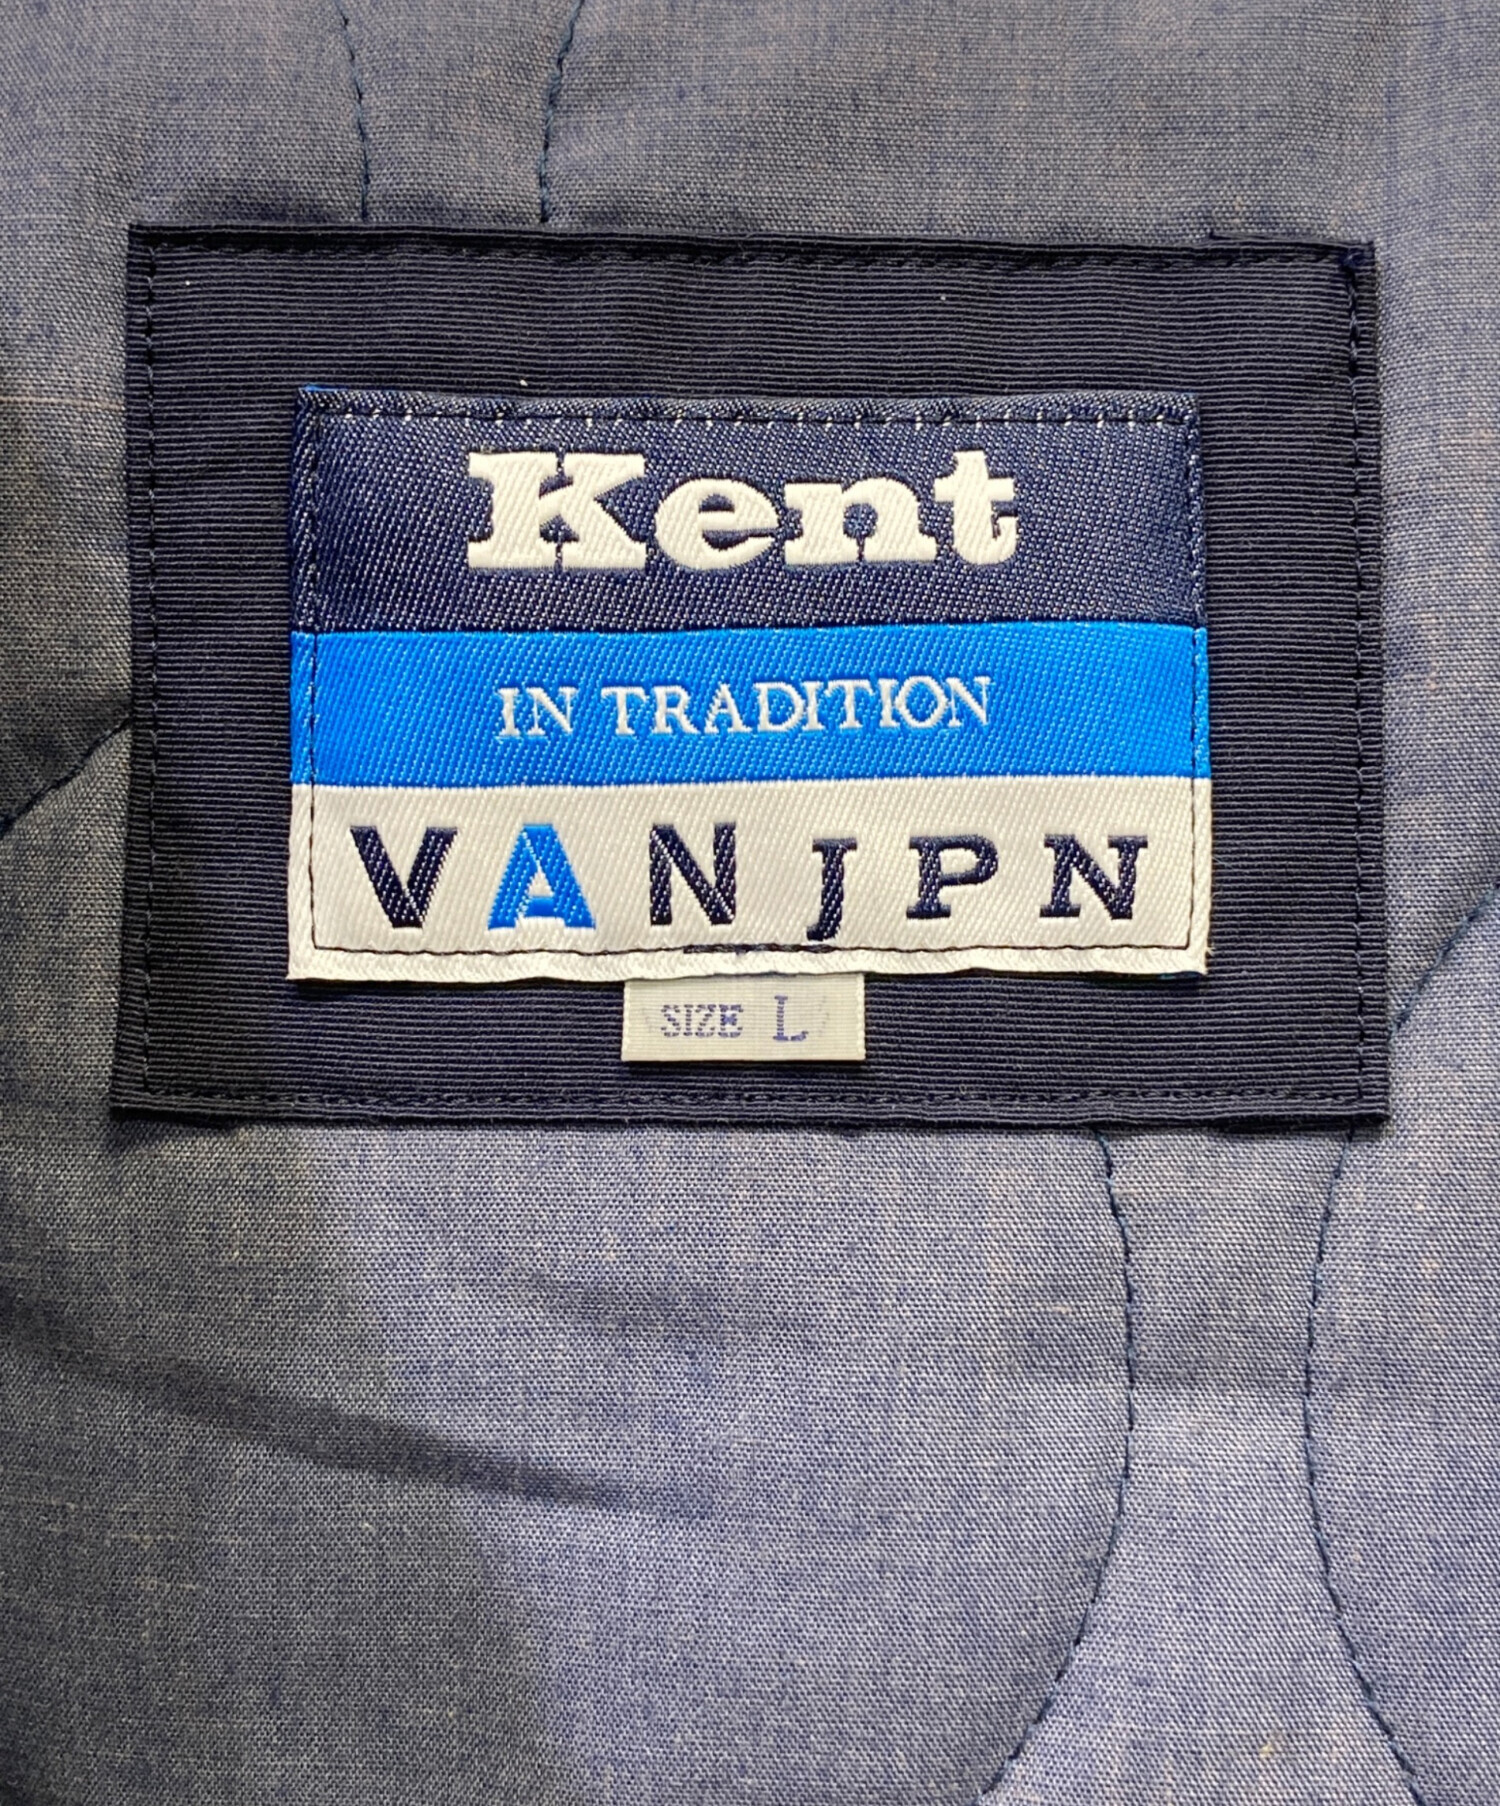 Kent
IN TRADITION
VAN JPN
SIZE L